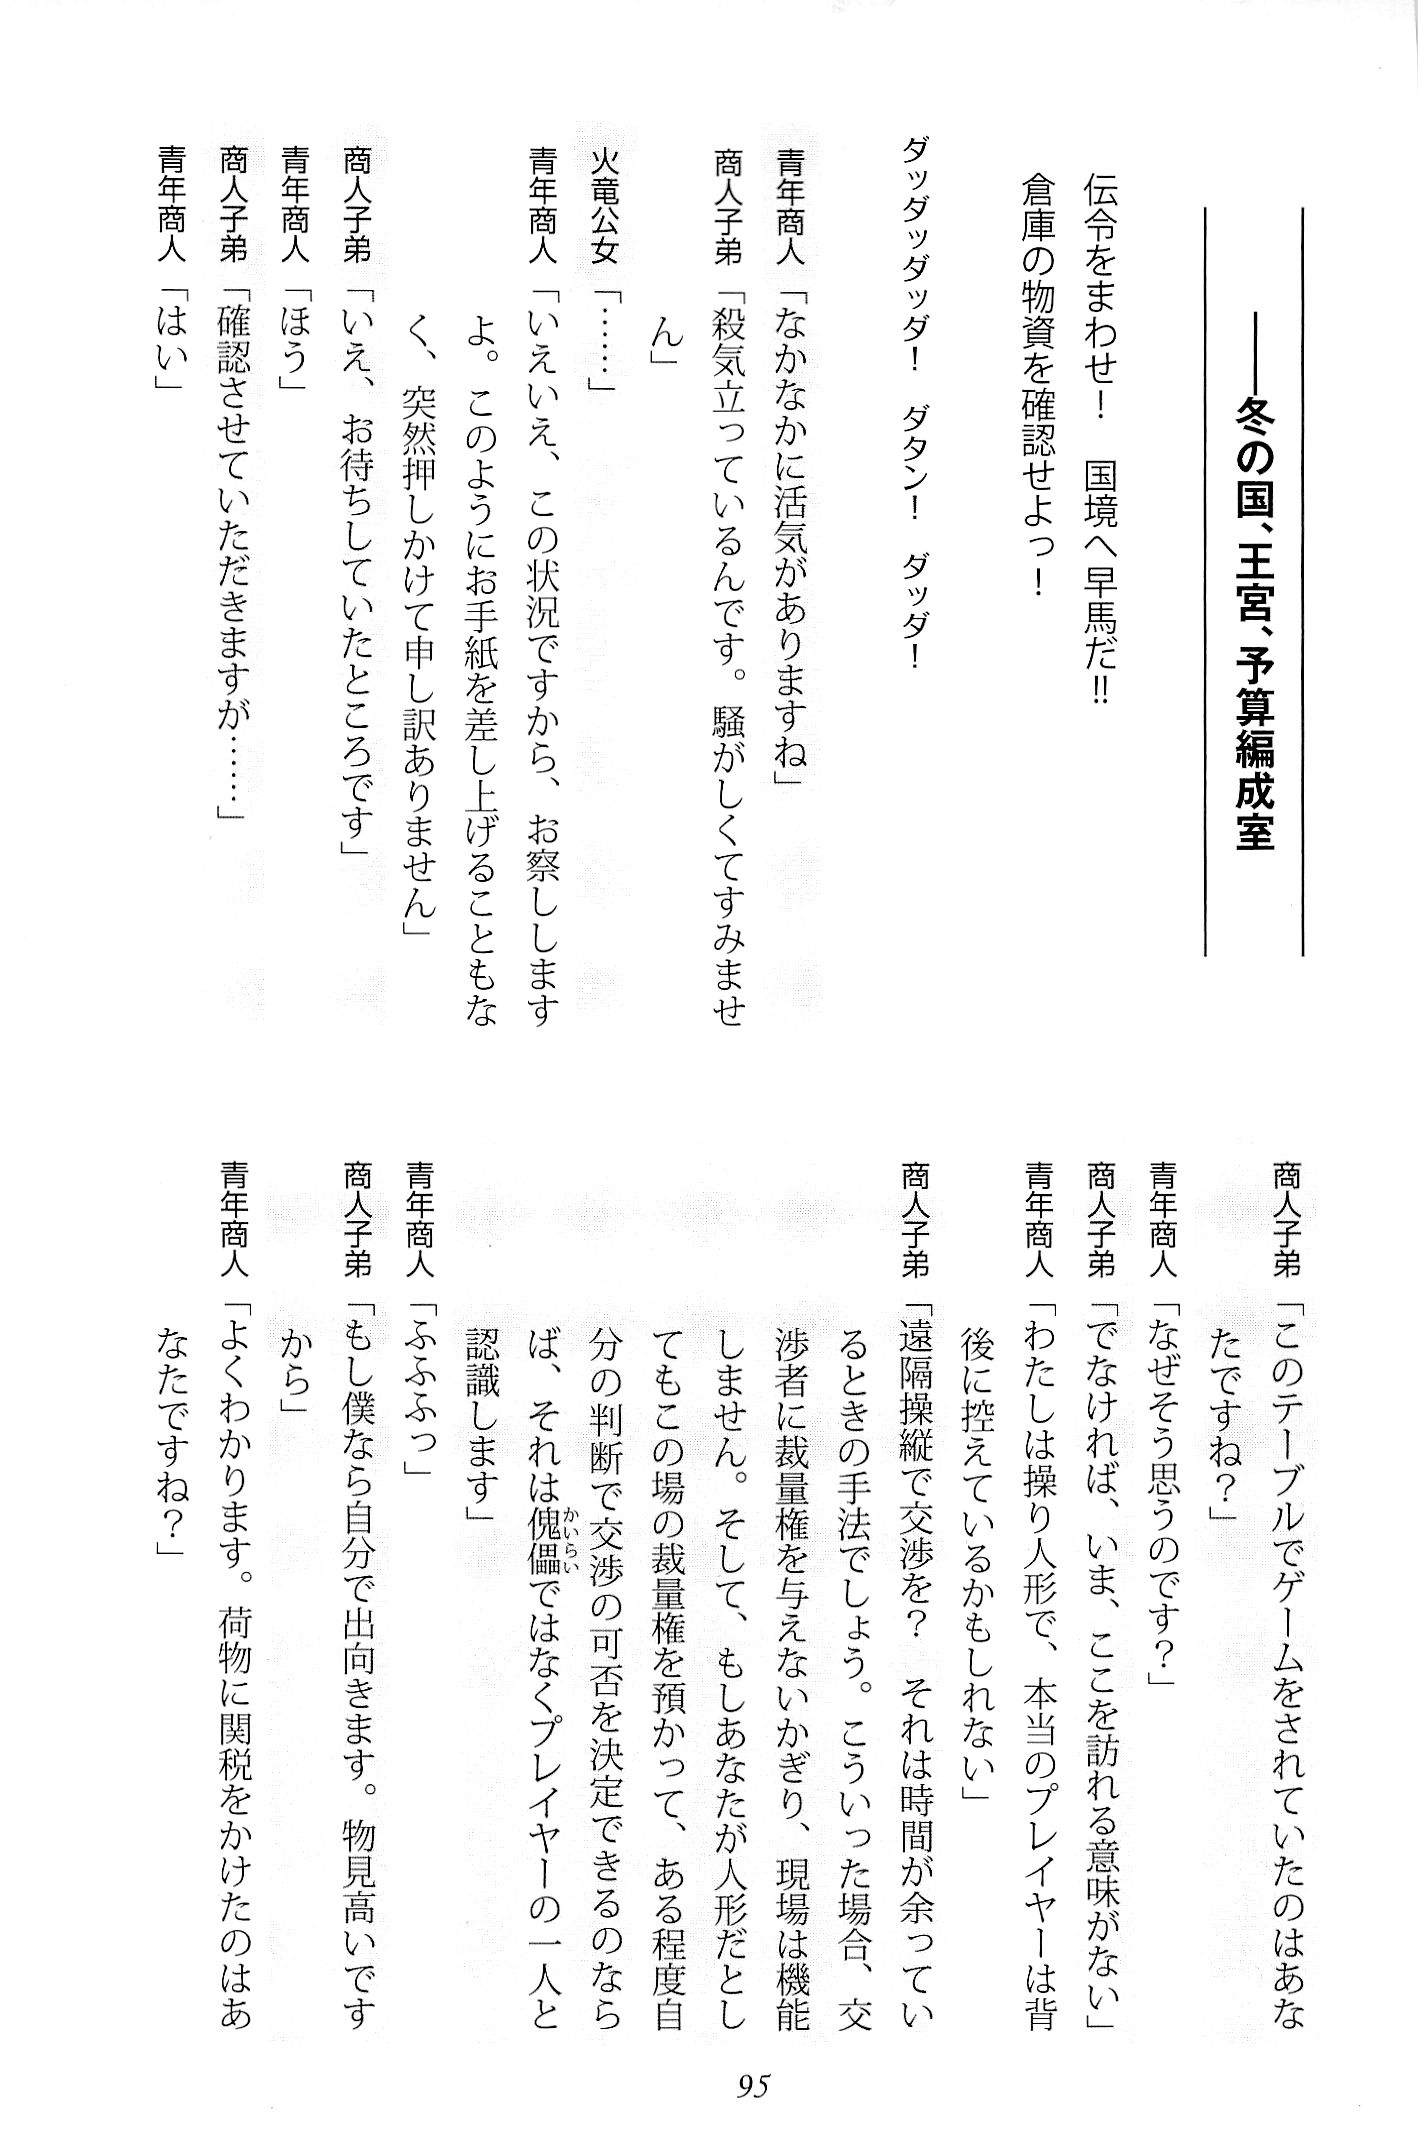 ――冬の国、王宮、予算編成室
伝令をまわせ！　国境へ早馬だ!!
倉庫の物資を確認せよっ！
ダッダッダッダ！　ダタン！　ダッダ！
青年商人「なかなかに活気がありますね」
商人子弟「殺気立っているんです。騒がしくてすみませ
ん」
火竜公女「……」
青年商人「いえいえ、この状況ですから、お察しします
よ。このようにお手紙を差し上げることもな
く、突然押しかけて申し訳ありません」
商人子弟「いえ、お待ちしていたところです」
青年商人「ほう」
商人子弟「確認させていただきますが……」
青年商人「はい」
商人子弟「このテーブルでゲームをされていたのはあな
たですね？」
青年商人「なぜそう思うのです？」
商人子弟「でなければ、いま、ここを訪れる意味がない」
青年商人「わたしは操り人形で、本当のプレイヤーは背
後に控えているかもしれない」
商人子弟「遠隔操縦で交渉を？　それは時間が余ってい
るときの手法でしょう。こういった場合、交
渉者に裁量権を与えないかぎり、現場は機能
しません。そして、もしあなたが人形だとし
てもこの場の裁量権を預かって、ある程度自
分の判断で交渉の可否を決定できるのなら
ば、それは傀儡かいらいではなくプレイヤーの一人と
認識します」
青年商人「ふふふっ」
商人子弟「もし僕なら自分で出向きます。物見高いです
から」
青年商人「よくわかります。荷物に関税をかけたのはあ
なたですね？」
95